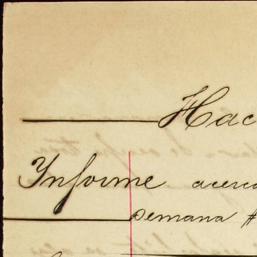 Hac
Informe acerca
semana #